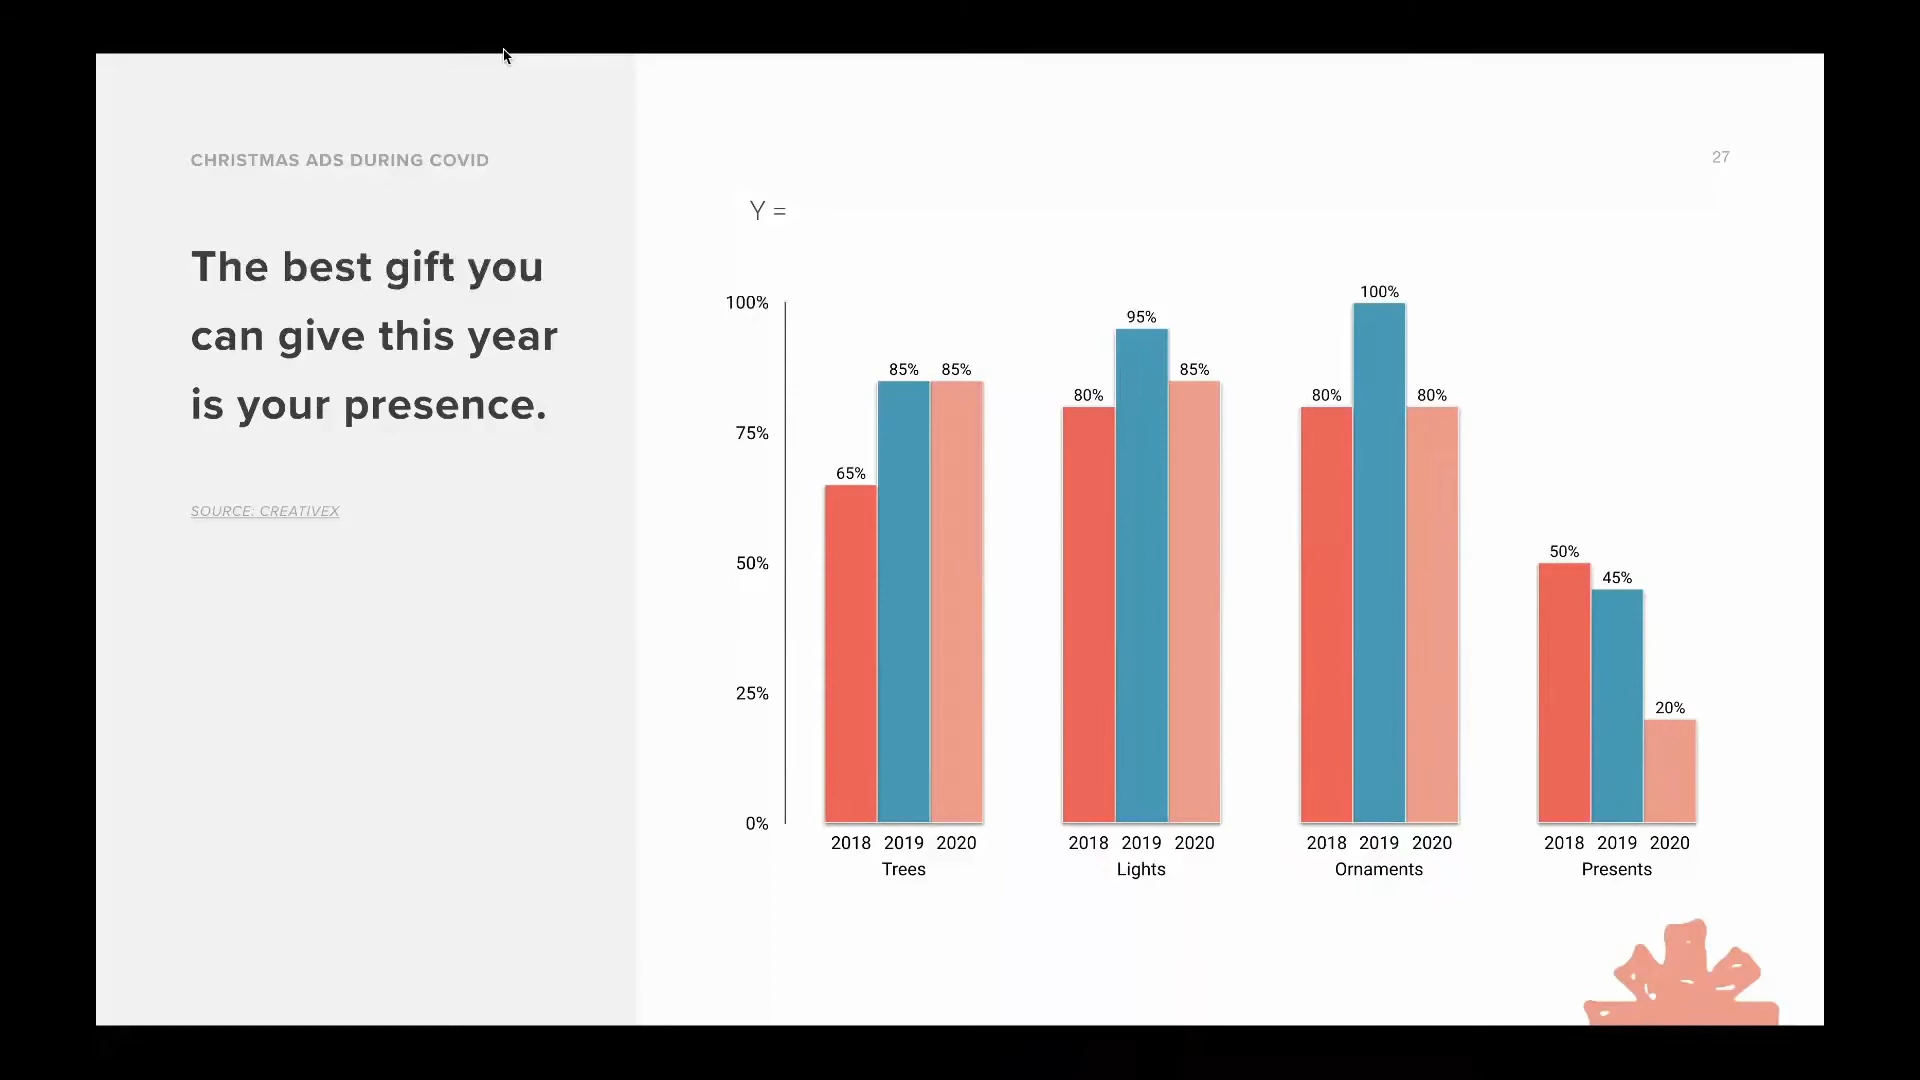 CHRISTMAS ADS DURING COVID
The best gift you
can give this year
is your presence.
SOURCE: CREATIVEX
27
Y =
100%
75%
50%
25%
0%
65%
85%
85%
80%
95%
85%
80%
100%
80%
50%
45%
20%
2018 2019 2020
Trees
2018 2019 2020
Lights
2018 2019 2020
Ornaments
2018 2019 2020
Presents